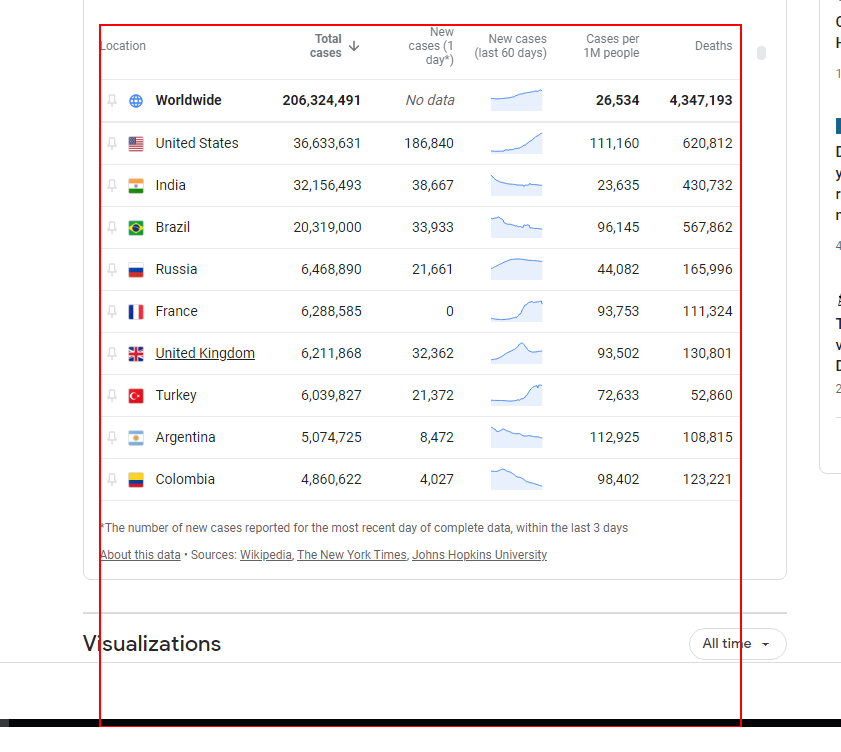 Location Total cases New cases (1 day*) New cases (last 60 days) Cases per 1M people Deaths
Worldwide 206,324,491 No data 26,534 4,347,193
United States 36,633,631 186,840 111,160 620,812
India 32,156,493 38,667 23,635 430,732
Brazil 20,319,000 33,933 96,145 567,862
Russia 6,468,890 21,661 44,082 165,996
France 6,288,585 0 93,753 111,324
United Kingdom 6,211,868 32,362 93,502 130,801
Turkey 6,039,827 21,372 72,633 52,860
Argentina 5,074,725 8,472 112,925 108,815
Colombia 4,860,622 4,027 98,402 123,221
*The number of new cases reported for the most recent day of complete data, within the last 3 days
About this data • Sources: Wikipedia, The New York Times, Johns Hopkins University
Visualizations All time